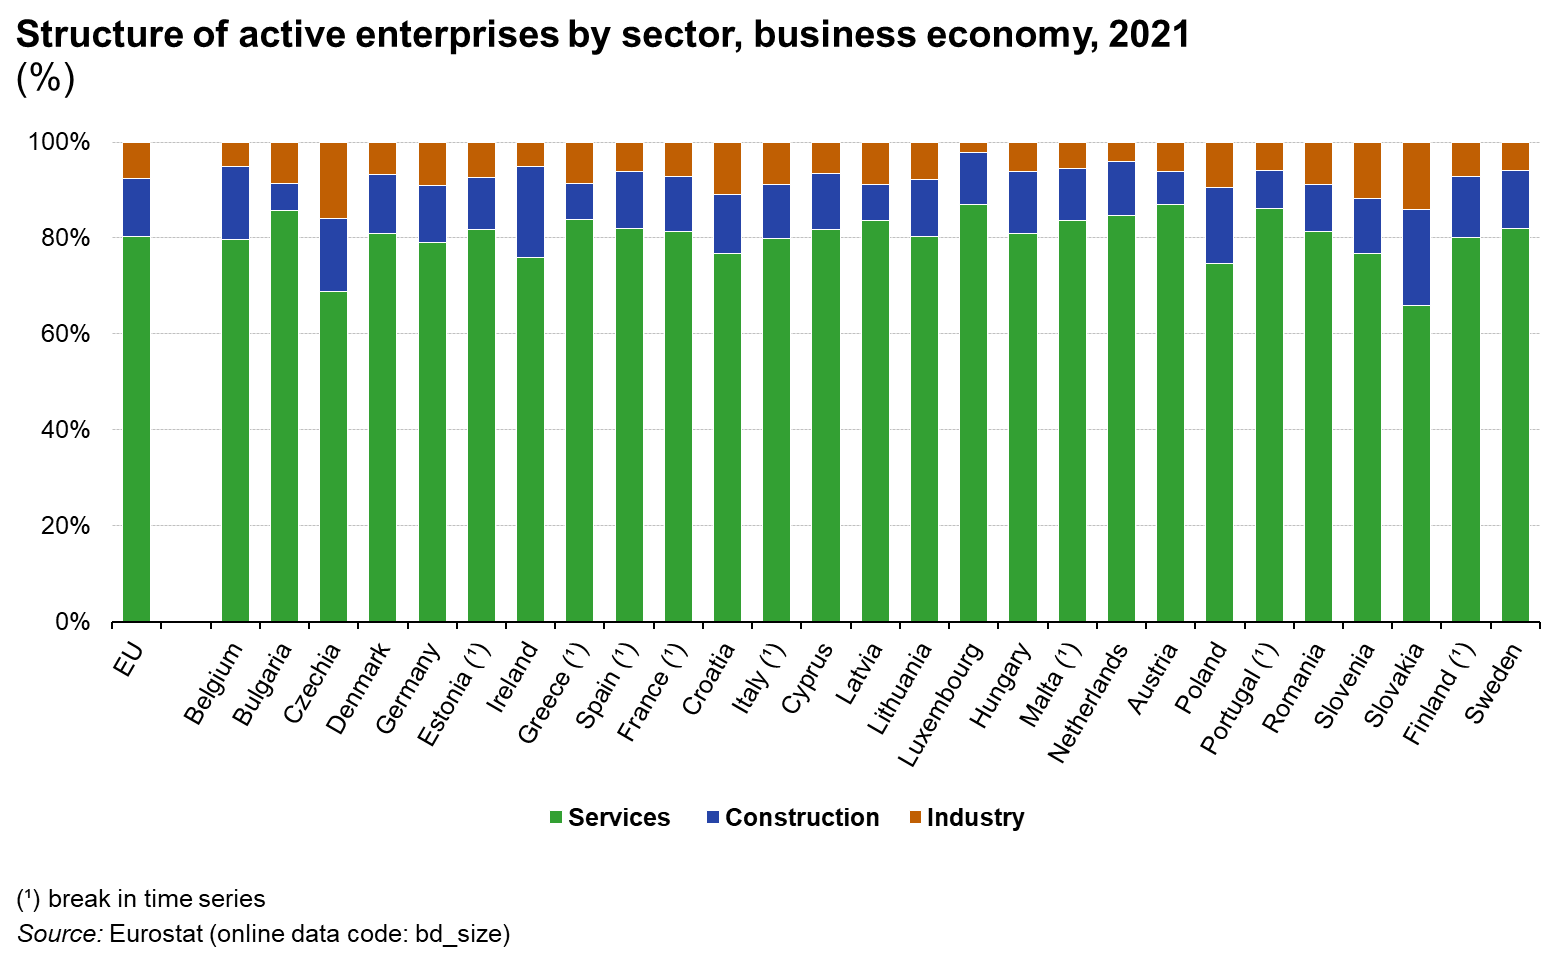 Structure of active enterprises by sector, business economy, 2021
(%)
100%
80%
60%
40%
20%
0%
EU
Belgium
Bulgaria
Czechia
Denmark
Germany
Estonia (¹)
Ireland
Greece (¹)
Spain (¹)
France (¹)
Croatia
Italy (¹)
Cyprus
Latvia
Lithuania
Luxembourg
Hungary
Malta (¹)
Netherlands
Austria
Poland
Portugal (¹)
Romania
Slovenia
Slovakia
Finland (¹)
Sweden
Services Construction Industry
(¹) break in time series
Source: Eurostat (online data code: bd_size)